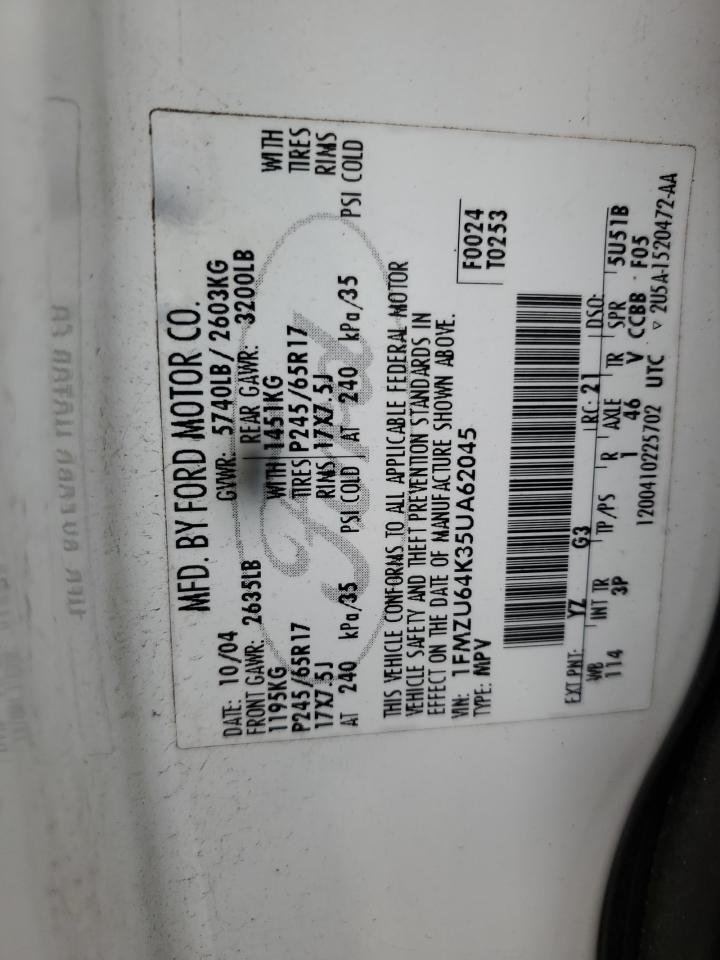 MFD. BY FORD MOTOR CO.
DATE: 10/04 GVWR: 5740LB/2603KG
FRONT GAWR: 2635LB REAR GAWR: 3200LB
1195KG WITH 1451KG WITH
P245/65R17 TIRES P245/65R17 TIRES
17X7.5J RIMS 17X7.5J RIMS
AT 240 kPa/35 PSI COLD AT 240 kPa/35 PSI COLD
Ford
THIS VEHICLE CONFORMS TO ALL APPLICABLE FEDERAL MOTOR
VEHICLE SAFETY AND THEFT PREVENTION STANDARDS IN
EFFECT ON THE DATE OF MANUFACTURE SHOWN ABOVE.
VIN: 1FMZU64K35UA62045 F0024
TYPE: MPV T0253
EXT PNT: YZ G3 RC: 21 DSO:
WB INT TR TP/PS R AXLE TR SPR 5U51B
114 3P 1 46 V CCBB F05
1200410225702 UTC ▽ 2U5A-1520472-AA